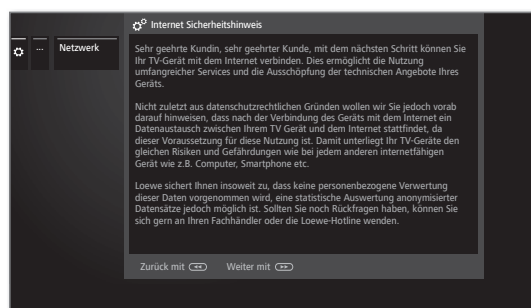 Internet Sicherheitshinweis
... Netzwerk
Sehr geehrte Kundin, sehr geehrter Kunde, mit dem nächsten Schritt können Sie
Ihr TV-Gerät mit dem Internet verbinden. Dies ermöglicht die Nutzung
umfangreicher Services und die Ausschöpfung der technischen Angebote Ihres
Geräts.
Nicht zuletzt aus datenschutzrechtlichen Gründen wollen wir Sie jedoch vorab
darauf hinweisen, dass nach der Verbindung des Geräts mit dem Internet ein
Datenaustausch zwischen Ihrem TV Gerät und dem Internet stattfindet, da
dieser Voraussetzung für diese Nutzung ist. Damit unterliegt Ihr TV-Geräte den
gleichen Risiken und Gefährdungen wie bei jedem anderen internetfähigen
Gerät wie z.B. Computer, Smartphone etc.
Loewe sichert Ihnen insoweit zu, dass keine personenbezogene Verwertung
dieser Daten vorgenommen wird, eine statistische Auswertung anonymisierter
Datensätze jedoch möglich ist. Sollten Sie noch Rückfragen haben, können Sie
sich gern an Ihren Fachhändler oder die Loewe-Hotline wenden.
Zurück mit Weiter mit